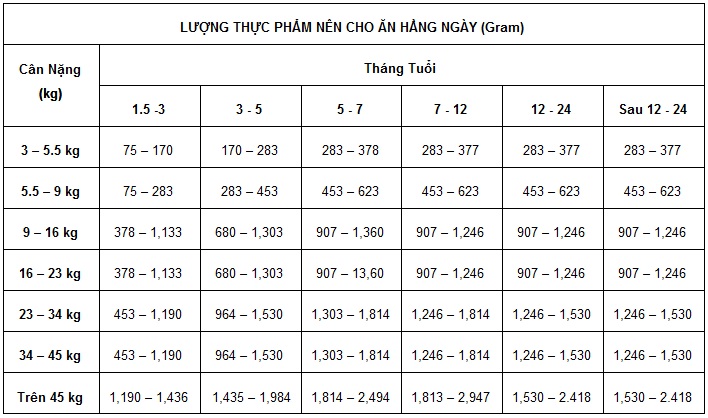 LƯỢNG THỰC PHẨM NÊN CHO ĂN HẰNG NGÀY (Gram)
Cân Nặng (kg) Tháng Tuổi
1.5 -3 3 - 5 5 - 7 7 - 12 12 - 24 Sau 12 - 24
3 – 5.5 kg 75 – 170 170 – 283 283 – 378 283 – 377 283 – 377 283 – 377
5.5 – 9 kg 75 – 283 283 – 453 453 – 623 453 – 623 453 – 623 453 – 623
9 – 16 kg 378 – 1,133 680 – 1,303 907 – 1,360 907 – 1,246 907 – 1,246 907 – 1,246
16 – 23 kg 378 – 1,133 680 – 1,303 907 – 13,60 907 – 1,246 907 – 1,246 907 – 1,246
23 – 34 kg 453 – 1,190 964 – 1,530 1,303 – 1,814 1,246 – 1,814 1,246 – 1,530 1,246 – 1,530
34 – 45 kg 453 – 1,190 964 – 1,530 1,303 – 1,814 1,246 – 1,814 1,246 – 1,530 1,246 – 1,530
Trên 45 kg 1,190 – 1,436 1,435 – 1,984 1,814 – 2,494 1,813 – 2,947 1,530 – 2.418 1,530 – 2.418